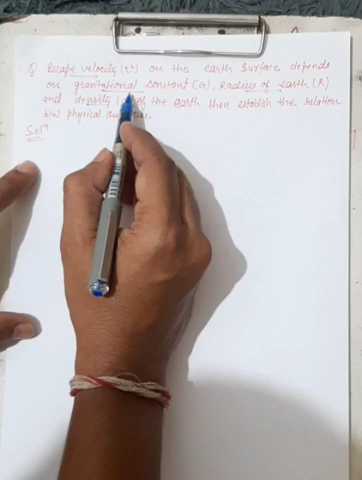 Q Escape velocity (v) on the earth surface depends
on gravitational constant (G), Radius of earth (R)
and density of the earth then establish the relation
b/w physical
Solⁿ